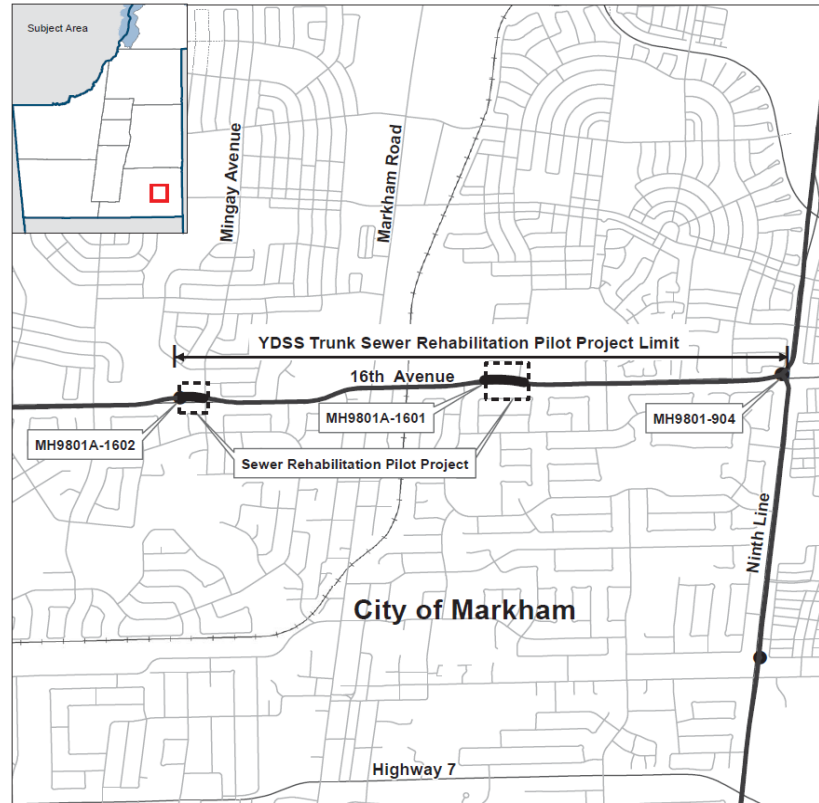 Subject Area
Mingay Avenue
Markham Road
YDSS Trunk Sewer Rehabilitation Pilot Project Limit
16th Avenue
MH9801A-1601
MH9801-904
MH9801A-1602
Sewer Rehabilitation Pilot Project
Ninth Line
City of Markham
Highway 7